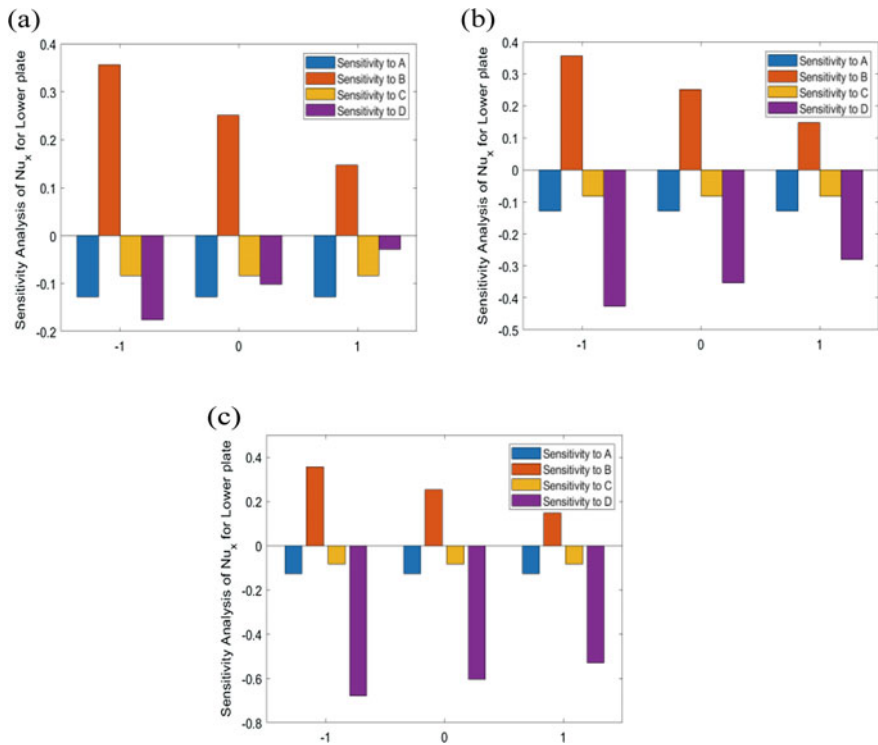 (a)
Sensitivity Analysis of Nu_x for Lower plate
0.4
0.3
0.2
0.1
0
-0.1
-0.2
-1
0
1
Sensitivity to A
Sensitivity to B
Sensitivity to C
Sensitivity to D
(b)
Sensitivity Analysis of Nu_x for Lower plate
0.4
0.3
0.2
0.1
0
-0.1
-0.2
-0.3
-0.4
-0.5
-1
0
1
Sensitivity to A
Sensitivity to B
Sensitivity to C
Sensitivity to D
(c)
Sensitivity Analysis of Nu_x for Lower plate
0.4
0.2
0
-0.2
-0.4
-0.6
-0.8
-1
0
1
Sensitivity to A
Sensitivity to B
Sensitivity to C
Sensitivity to D